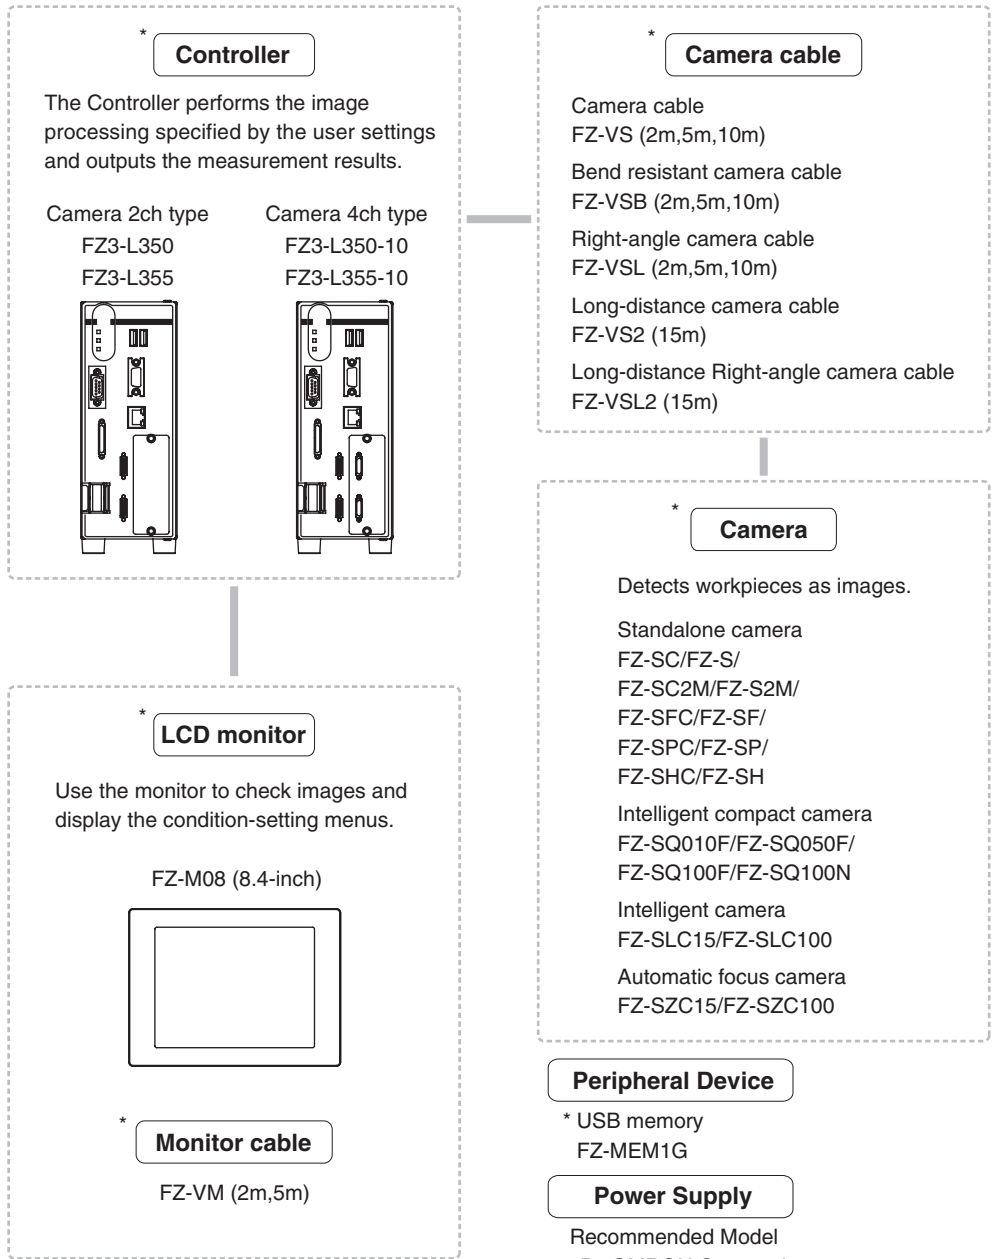 *
Controller
The Controller performs the image
processing specified by the user settings
and outputs the measurement results.
Camera 2ch type
FZ3-L350
FZ3-L355
Camera 4ch type
FZ3-L350-10
FZ3-L355-10
*
Camera cable
Camera cable
FZ-VS (2m,5m,10m)
Bend resistant camera cable
FZ-VSB (2m,5m,10m)
Right-angle camera cable
FZ-VSL (2m,5m,10m)
Long-distance camera cable
FZ-VS2 (15m)
Long-distance Right-angle camera cable
FZ-VSL2 (15m)
*
Camera
Detects workpieces as images.
Standalone camera
FZ-SC/FZ-S/
FZ-SC2M/FZ-S2M/
FZ-SFC/FZ-SF/
FZ-SPC/FZ-SP/
FZ-SHC/FZ-SH
Intelligent compact camera
FZ-SQ010F/FZ-SQ050F/
FZ-SQ100F/FZ-SQ100N
Intelligent camera
FZ-SLC15/FZ-SLC100
Automatic focus camera
FZ-SZC15/FZ-SZC100
*
LCD monitor
Use the monitor to check images and
display the condition-setting menus.
FZ-M08 (8.4-inch)
*
Monitor cable
FZ-VM (2m,5m)
Peripheral Device
* USB memory
FZ-MEM1G
Power Supply
Recommended Model